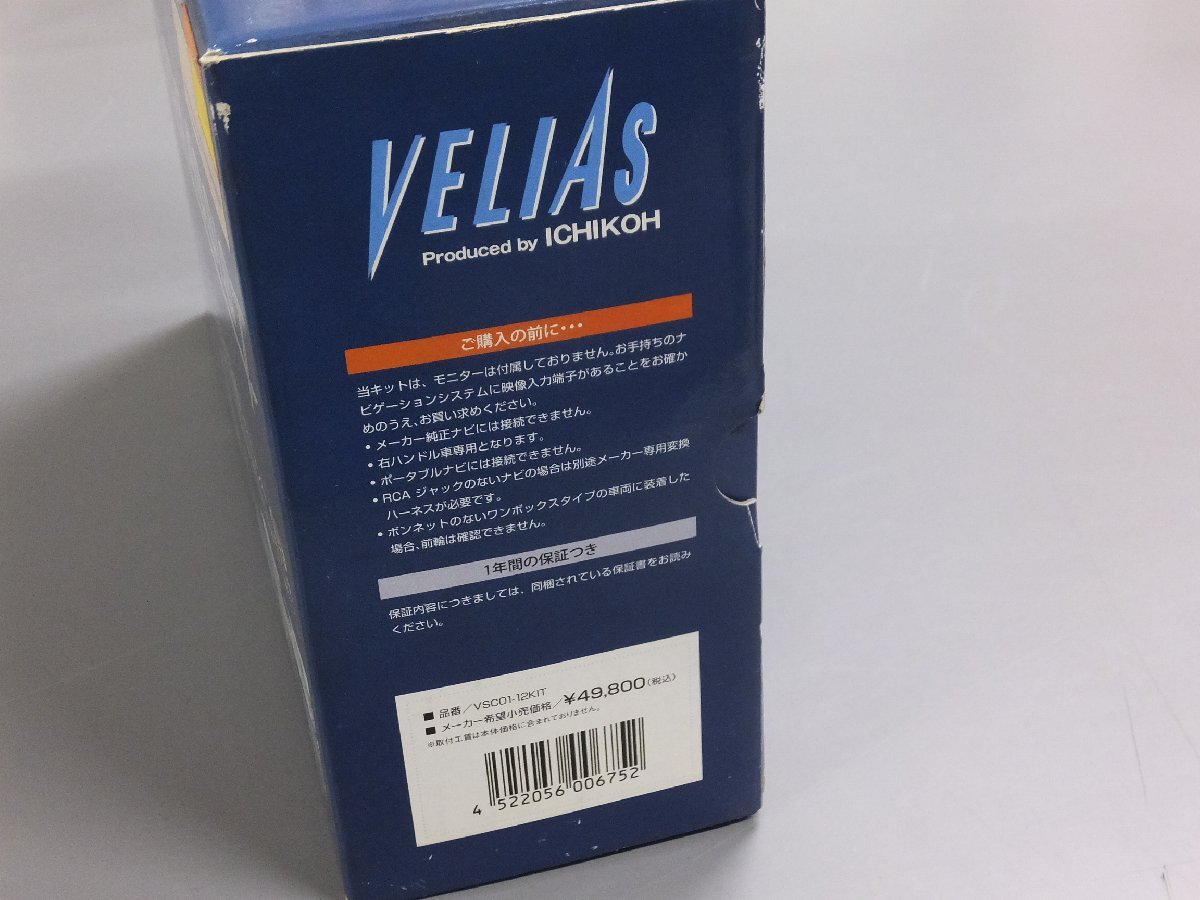 VELIAS
Produced by ICHIKOH
ご購入の前に・・・
当キットは、モニターは付属しておりません。お手持ちのナ
ビゲーションシステムに映像入力端子があることをお確か
めのうえ、お買い求めください。
・メーカー純正ナビには接続できません。
・右ハンドル車専用となります。
・ポータブルナビには接続できません。
・RCA ジャックのないナビの場合は別途メーカー専用変換
ハーネスが必要です。
・ボンネットのないワンボックスタイプの車両に装着した
場合、前輪は確認できません。
1年間の保証つき
保証内容につきましては、同梱されている保証書をお読み
ください。
■ 品番/VSC01-12KIT
■ メーカー希望小売価格/¥49,800(税込)
※取付工賃は本体価格に含まれておりません。
4 522056 006752